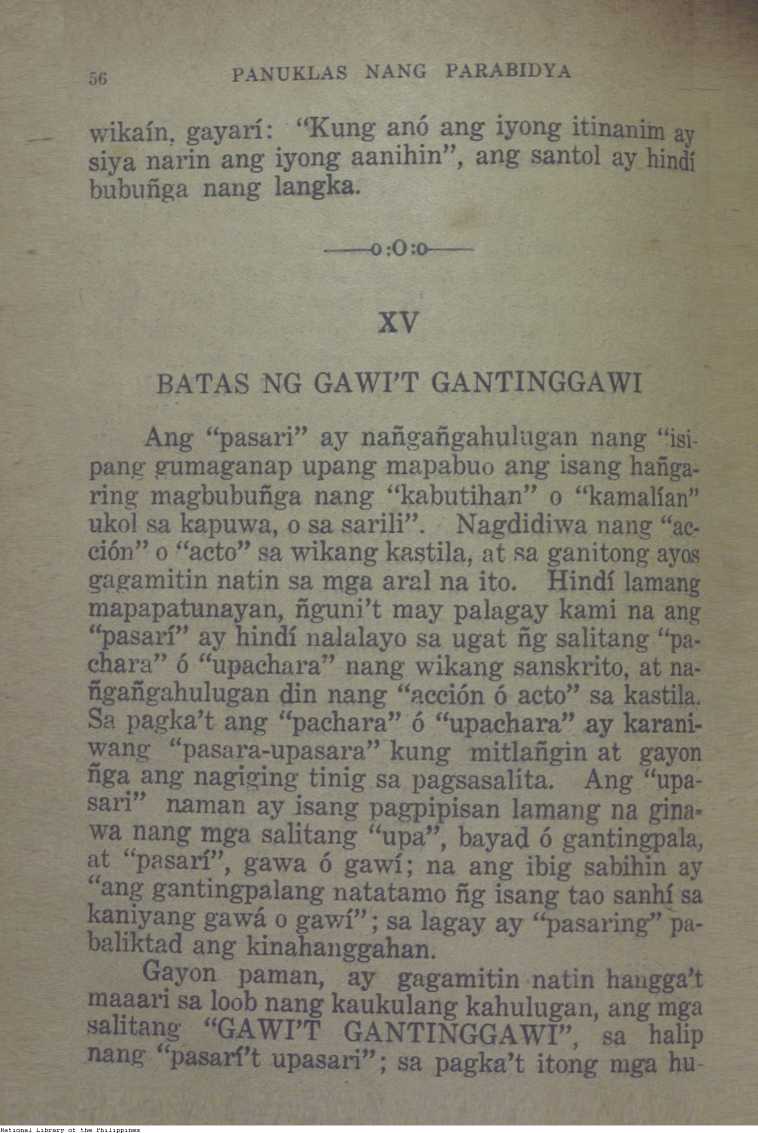 56 PANUKLAS NANG PARABIDYA
wikaín, gayarí: “Kung anó ang iyong itinanim ay
siya narin ang iyong aanihin”, ang santol ay hindí
bubuñga nang langka.
——o:O:o——
XV
BATAS NG GAWI’T GANTINGGAWI
Ang “pasari” ay nañgañgahulugan nang “isi-
pang gumaganap upang mapabuo ang isang hañga-
ring magbubuñga nang “kabutihan” o “kamalían”
ukol sa kapuwa, o sa sarili”. Nagdidiwa nang “ac-
ción” o “acto” sa wikang kastila, at sa ganitong ayos
gagamitin natin sa mga aral na ito. Hindí lamang
mapapatunayan, ñguni’t may palagay kami na ang
“pasarí” ay hindí nalalayo sa ugat ñg salitang “pa-
chara” ó “upachara” nang wikang sanskrito, at na-
ñgañgahulugan din nang “acción ó acto” sa kastila.
Sa pagka’t ang “pachara” ó “upachara” ay karani-
wang “pasara-upasara” kung mitlañgin at gayon
ñga ang nagiging tinig sa pagsasalita. Ang “upa-
sari” naman ay isang pagpipisan lamang na gina-
wa nang mga salitang “upa”, bayad ó gantingpala,
at “pasarí”, gawa ó gawí; na ang ibig sabihin ay
“ang gantingpalang natatamo ñg isang tao sanhí sa
kaniyang gawá o gawí”; sa lagay ay “pasaring” pa-
baliktad ang kinahanggahan.
Gayon paman, ay gagamitin natin hangga’t
maaari sa loob nang kaukulang kahulugan, ang mga
salitang “GAWI’T GANTINGGAWI”, sa halip
nang “pasarí’t upasari”; sa pagka’t itong mga hu-
National Library of the Philippines